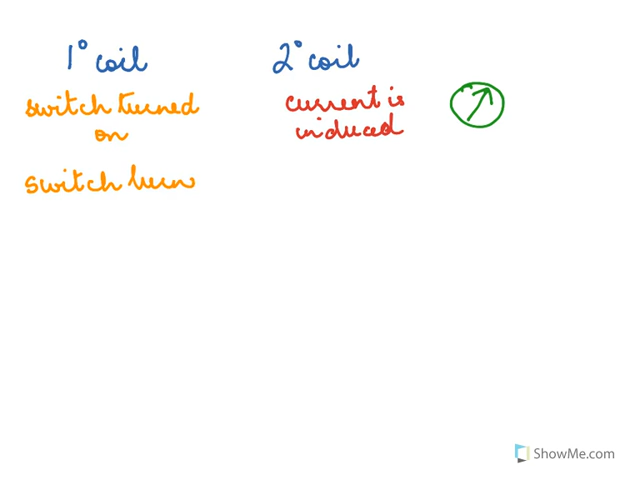 1° coil 2° coil
switch turned current is
on induced
switch turn
ShowMe.com